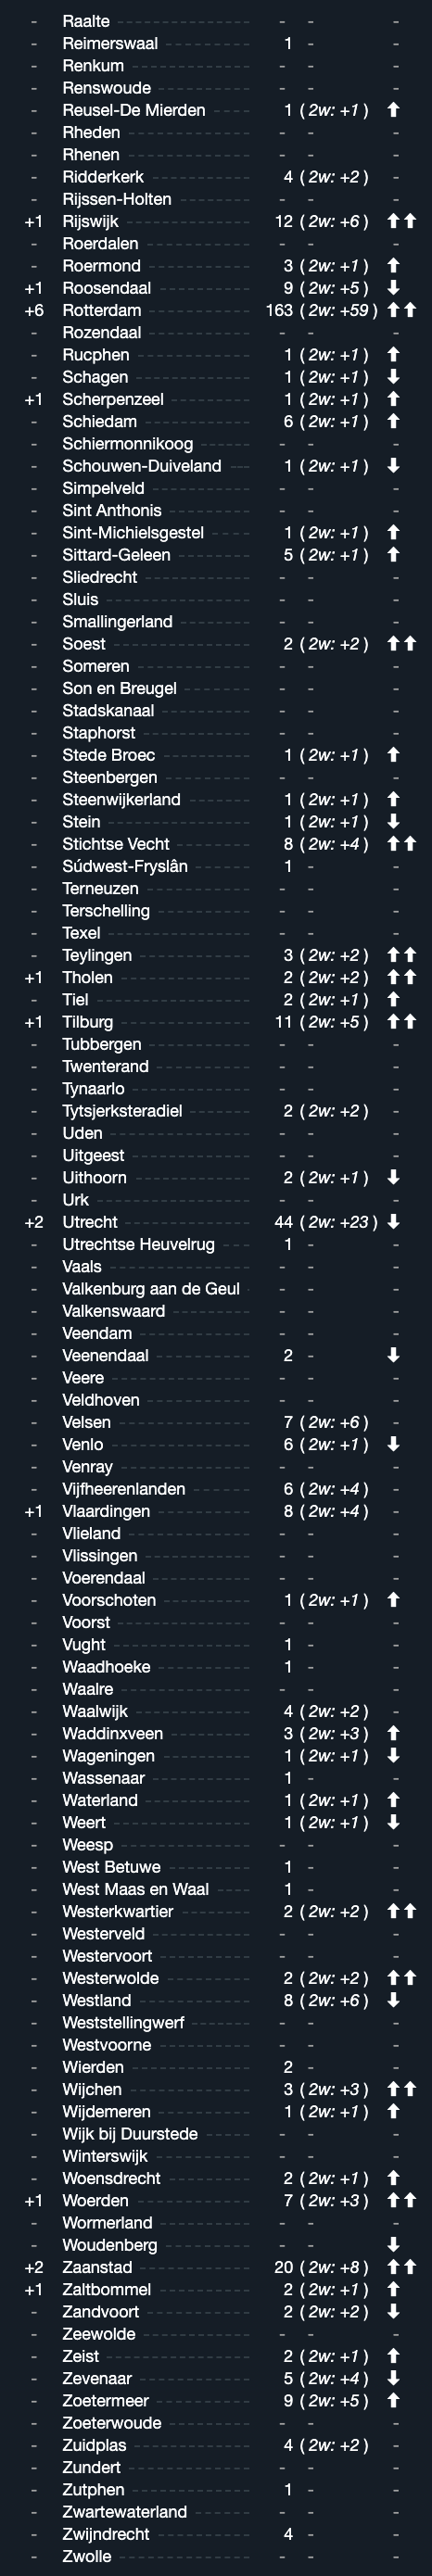 - Raalte - - -
- Reimerswaal 1 - -
- Renkum - - -
- Renswoude - - -
- Reusel-De Mierden 1 ( 2w: +1 ) ⬆
- Rheden - - -
- Rhenen - - -
- Ridderkerk 4 ( 2w: +2 ) -
- Rijssen-Holten - - -
+1 Rijswijk 12 ( 2w: +6 ) ⬆⬆
- Roerdalen - - -
- Roermond 3 ( 2w: +1 ) ⬆
+1 Roosendaal 9 ( 2w: +5 ) ⬇
+6 Rotterdam 163 ( 2w: +59 ) ⬆⬆
- Rozendaal - - -
- Rucphen 1 ( 2w: +1 ) ⬆
- Schagen 1 ( 2w: +1 ) ⬇
+1 Scherpenzeel 1 ( 2w: +1 ) ⬆
- Schiedam 6 ( 2w: +1 ) ⬆
- Schiermonnikoog - - -
- Schouwen-Duiveland 1 ( 2w: +1 ) ⬇
- Simpelveld - - -
- Sint Anthonis - - -
- Sint-Michielsgestel 1 ( 2w: +1 ) ⬆
- Sittard-Geleen 5 ( 2w: +1 ) ⬆
- Sliedrecht - - -
- Sluis - - -
- Smallingerland - - -
- Soest 2 ( 2w: +2 ) ⬆⬆
- Someren - - -
- Son en Breugel - - -
- Stadskanaal - - -
- Staphorst - - -
- Stede Broec 1 ( 2w: +1 ) ⬆
- Steenbergen - - -
- Steenwijkerland 1 ( 2w: +1 ) ⬆
- Stein 1 ( 2w: +1 ) ⬇
- Stichtse Vecht 8 ( 2w: +4 ) ⬆⬆
- Súdwest-Fryslân 1 - -
- Terneuzen - - -
- Terschelling - - -
- Texel - - -
- Teylingen 3 ( 2w: +2 ) ⬆⬆
+1 Tholen 2 ( 2w: +2 ) ⬆⬆
- Tiel 2 ( 2w: +1 ) ⬆
+1 Tilburg 11 ( 2w: +5 ) ⬆⬆
- Tubbergen - - -
- Twenterand - - -
- Tynaarlo - - -
- Tytsjerksteradiel 2 ( 2w: +2 ) -
- Uden - - -
- Uitgeest - - -
- Uithoorn 2 ( 2w: +1 ) ⬇
- Urk - - -
+2 Utrecht 44 ( 2w: +23 ) ⬇
- Utrechtse Heuvelrug 1 - -
- Vaals - - -
- Valkenburg aan de Geul - - -
- Valkenswaard - - -
- Veendam - - -
- Veenendaal 2 - ⬇
- Veere - - -
- Veldhoven - - -
- Velsen 7 ( 2w: +6 ) -
- Venlo 6 ( 2w: +1 ) ⬇
- Venray - - -
- Vijfheerenlanden 6 ( 2w: +4 ) -
+1 Vlaardingen 8 ( 2w: +4 ) -
- Vlieland - - -
- Vlissingen - - -
- Voerendaal - - -
- Voorschoten 1 ( 2w: +1 ) ⬆
- Voorst - - -
- Vught 1 - -
- Waadhoeke 1 - -
- Waalre - - -
- Waalwijk 4 ( 2w: +2 ) -
- Waddinxveen 3 ( 2w: +3 ) ⬆
- Wageningen 1 ( 2w: +1 ) ⬇
- Wassenaar 1 - -
- Waterland 1 ( 2w: +1 ) ⬆
- Weert 1 ( 2w: +1 ) ⬇
- Weesp - - -
- West Betuwe 1 - -
- West Maas en Waal 1 - -
- Westerkwartier 2 ( 2w: +2 ) ⬆⬆
- Westerveld - - -
- Westervoort - - -
- Westerwolde 2 ( 2w: +2 ) ⬆⬆
- Westland 8 ( 2w: +6 ) ⬇
- Weststellingwerf - - -
- Westvoorne - - -
- Wierden 2 - -
- Wijchen 3 ( 2w: +3 ) ⬆⬆
- Wijdemeren 1 ( 2w: +1 ) ⬆
- Wijk bij Duurstede - - -
- Winterswijk - - -
- Woensdrecht 2 ( 2w: +1 ) ⬆
+1 Woerden 7 ( 2w: +3 ) ⬆⬆
- Wormerland - - -
- Woudenberg - - ⬇
+2 Zaanstad 20 ( 2w: +8 ) ⬆⬆
+1 Zaltbommel 2 ( 2w: +1 ) ⬆
- Zandvoort 2 ( 2w: +2 ) ⬇
- Zeewolde - - -
- Zeist 2 ( 2w: +1 ) ⬆
- Zevenaar 5 ( 2w: +4 ) ⬇
- Zoetermeer 9 ( 2w: +5 ) ⬆
- Zoeterwoude - - -
- Zuidplas 4 ( 2w: +2 ) -
- Zundert - - -
- Zutphen 1 - -
- Zwartewaterland - - -
- Zwijndrecht 4 - -
- Zwolle - - -